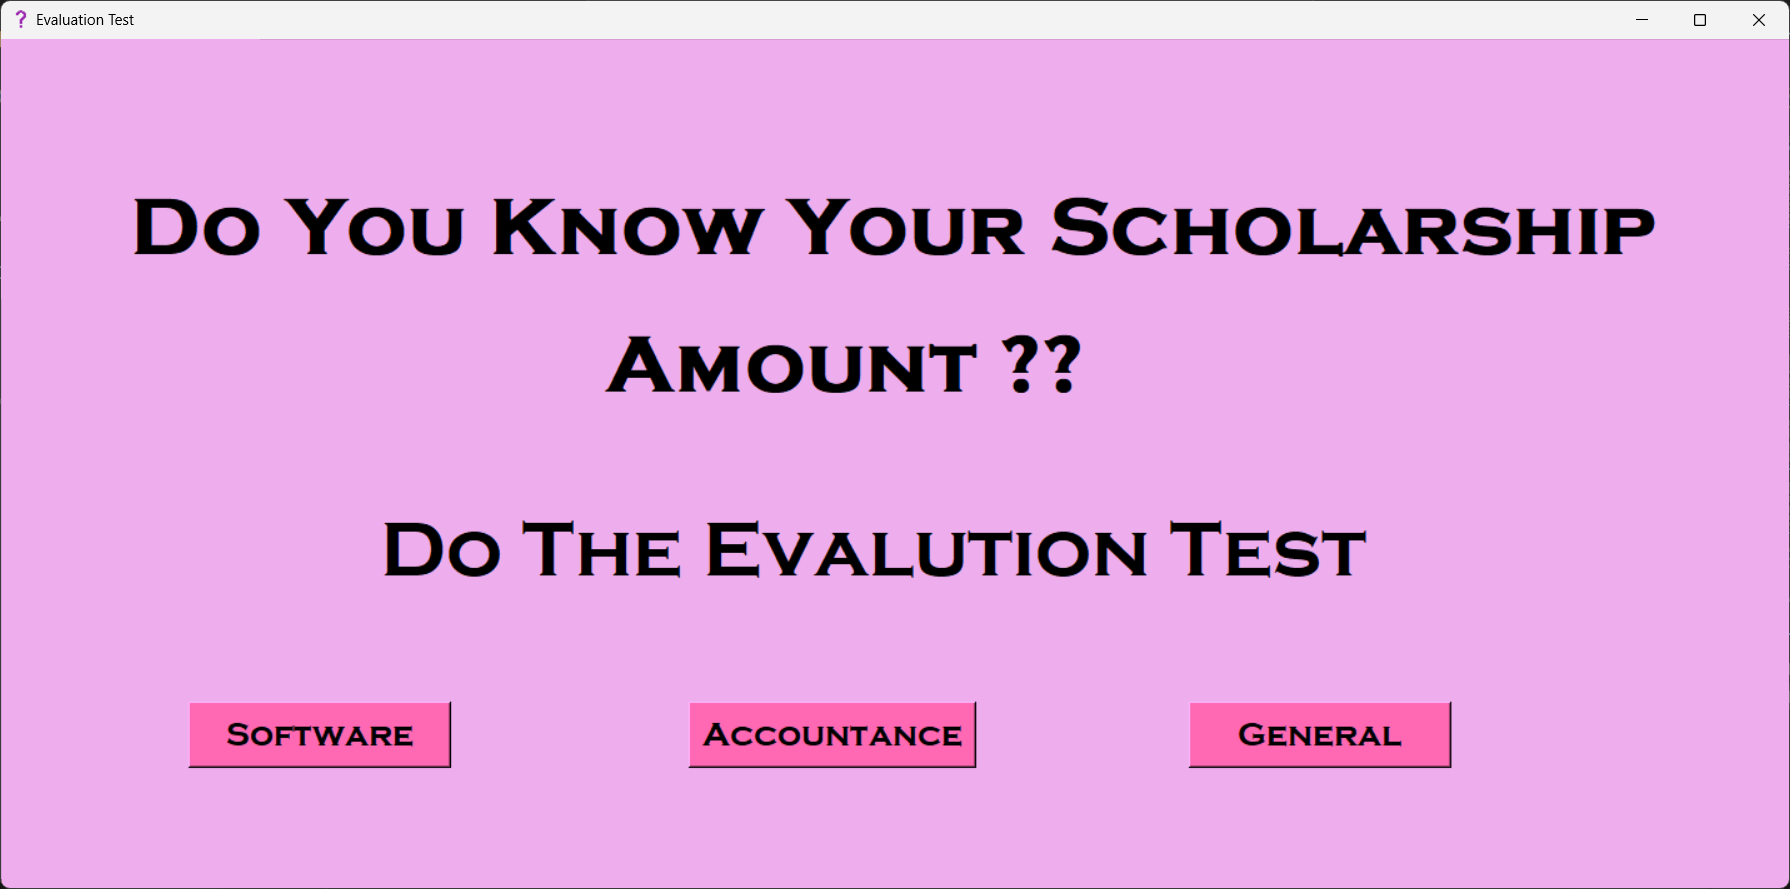 Evaluation Test
Do You Know Your Scholarship
Amount ??
Do The Evalution Test
Software
Accountance
General